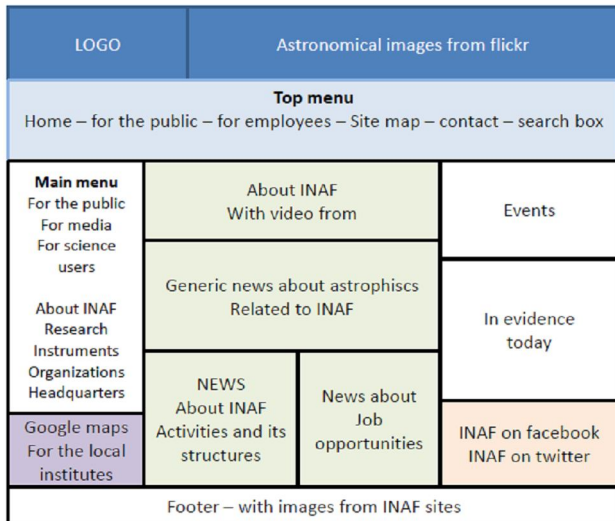 LOGO
Astronomical images from flickr
Top menu
Home – for the public – for employees – Site map – contact – search box
Main menu
For the public
For media
For science
users
About INAF
Research
Instruments
Organizations
Headquarters
Google maps
For the local
institutes
About INAF
With video from
Generic news about astrophiscs
Related to INAF
NEWS
About INAF
Activities and its
structures
News about
Job
opportunities
Events
In evidence
today
INAF on facebook
INAF on twitter
Footer – with images from INAF sites